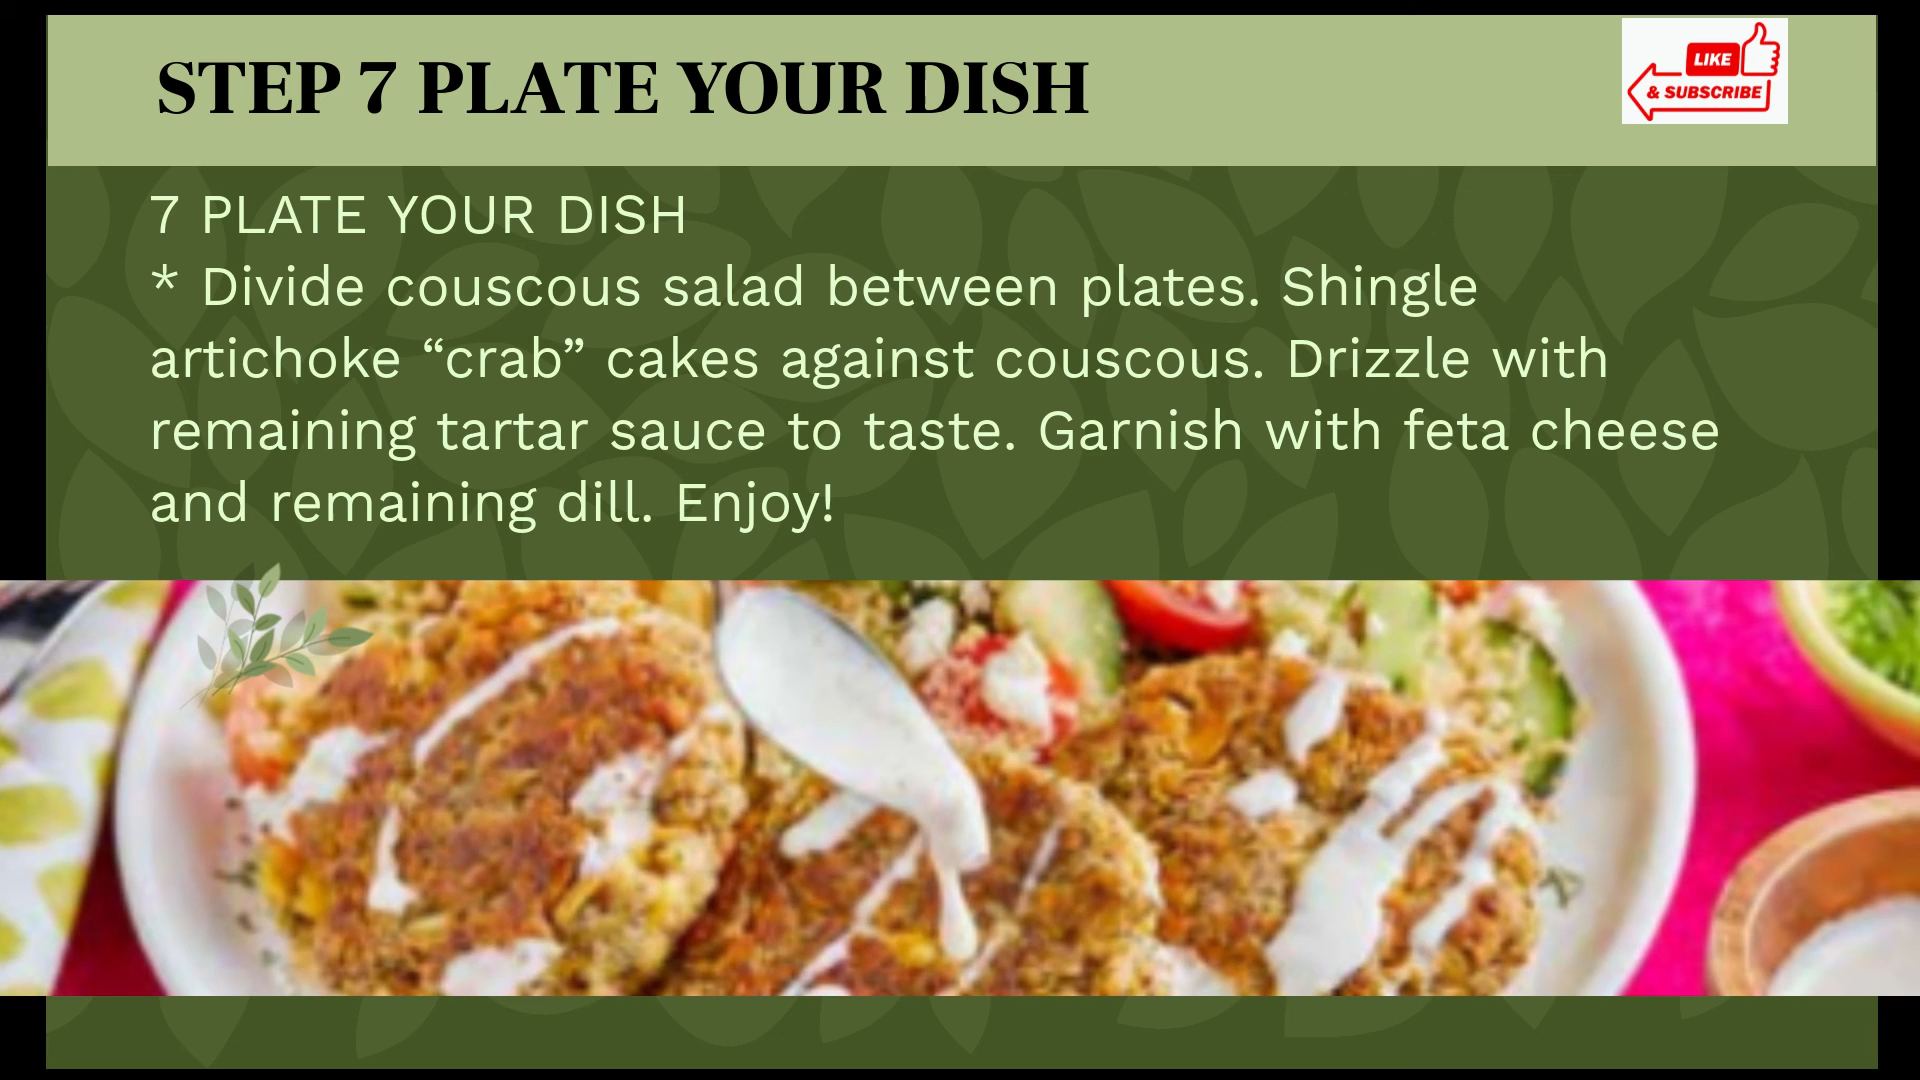 STEP 7 PLATE YOUR DISH
LIKE
& SUBSCRIBE
7 PLATE YOUR DISH
* Divide couscous salad between plates. Shingle
artichoke “crab” cakes against couscous. Drizzle with
remaining tartar sauce to taste. Garnish with feta cheese
and remaining dill. Enjoy!